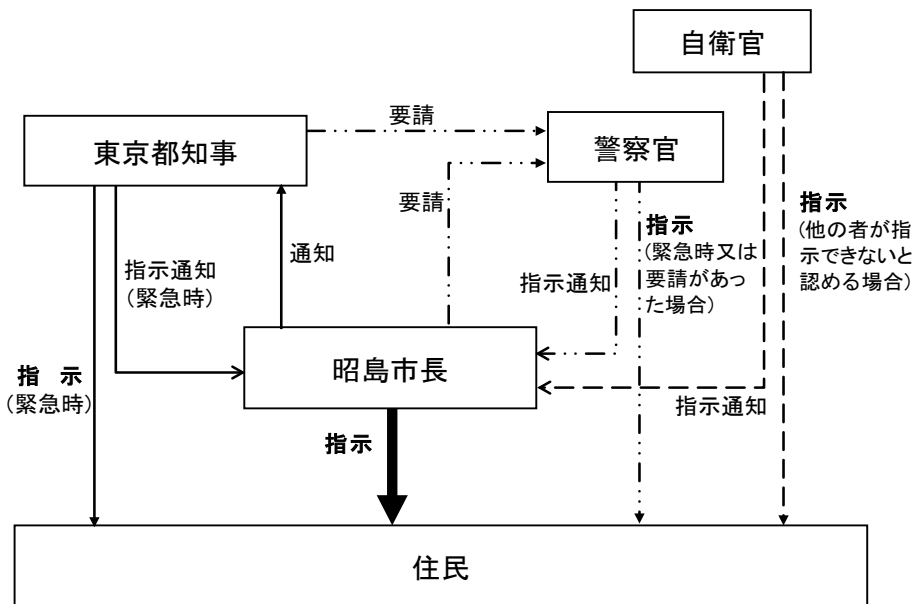 自衛官
要請
東京都知事
警察官
要請
指示
(他の者が指
示できないと
認める場合)
指示
(緊急時又は
要請があっ
た場合)
通知
指示通知
(緊急時)
指示通知
昭島市長
指 示
(緊急時)
指示通知
指示
住民